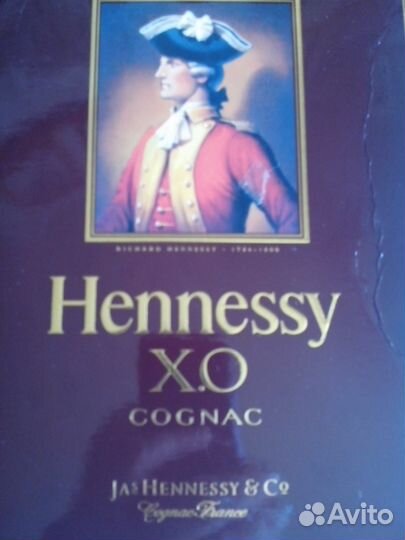 RICHARD HENNESSY · 1724-1800
Hennessy
X.O
COGNAC
JAS HENNESSY & Co
Cognac France
Avito